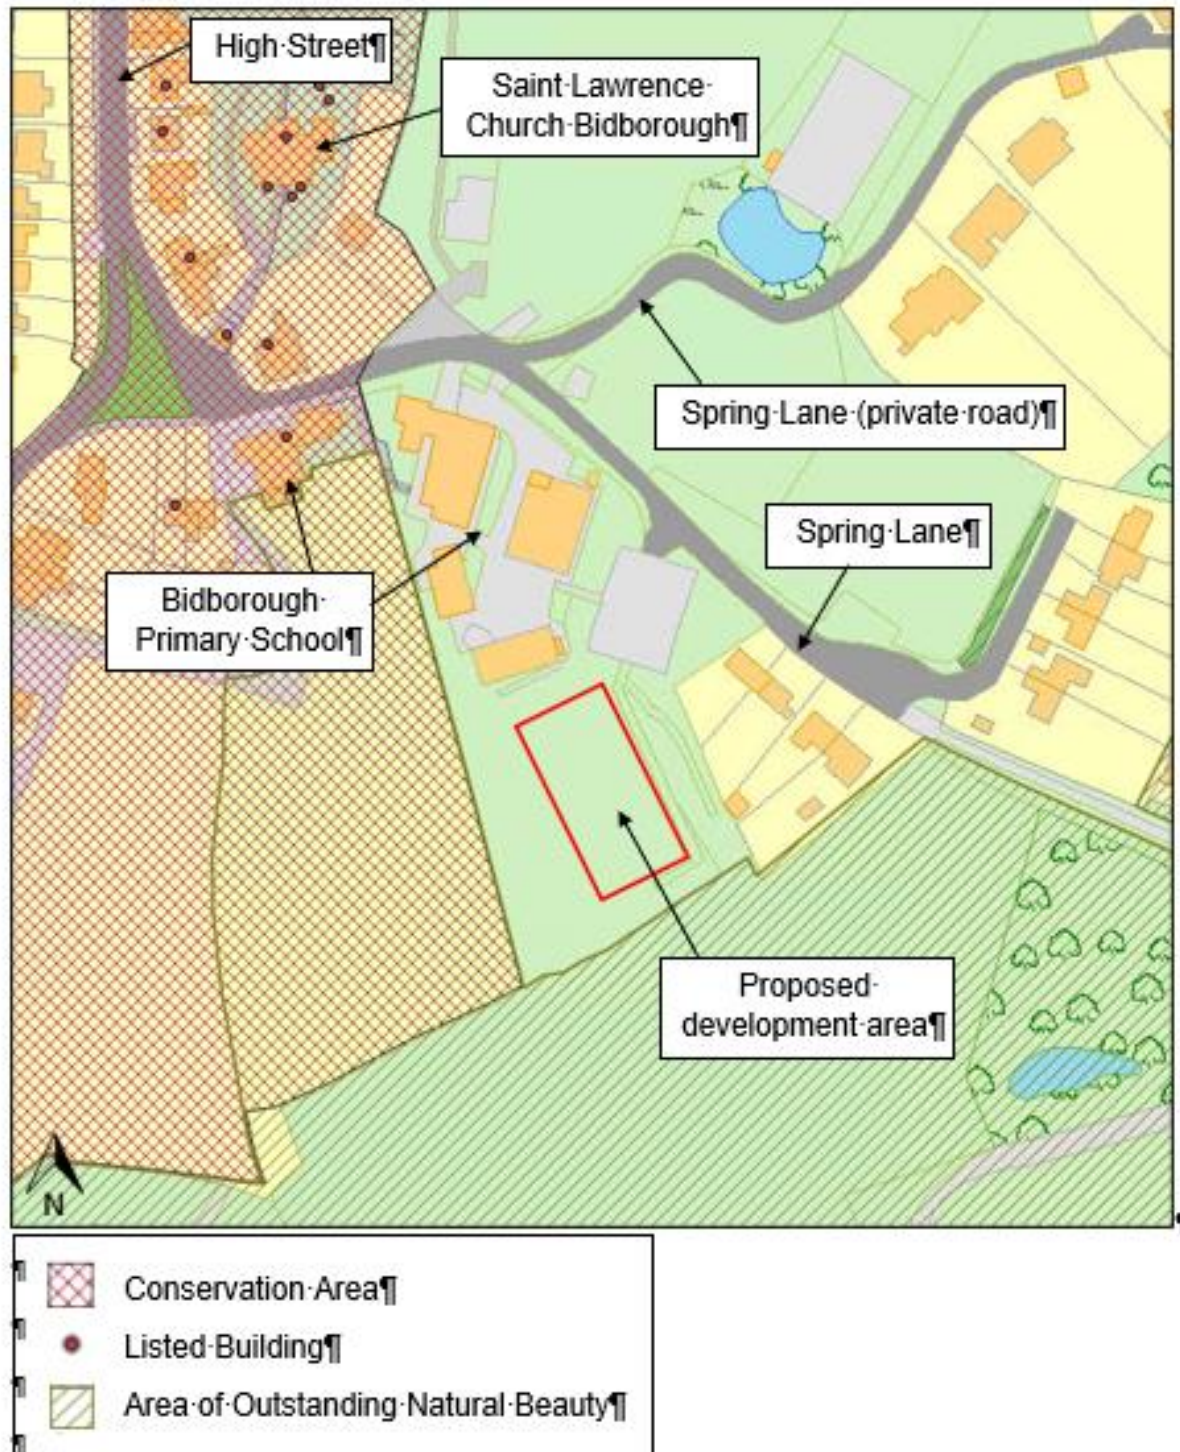 High·Street¶
Saint·Lawrence·
Church·Bidborough¶
Spring·Lane·(private·road)¶
Spring·Lane¶
Bidborough·
Primary·School¶
Proposed·
development·area¶
N
¶
Conservation·Area¶
¶
Listed·Building¶
¶
Area·of·Outstanding·Natural·Beauty¶
¶